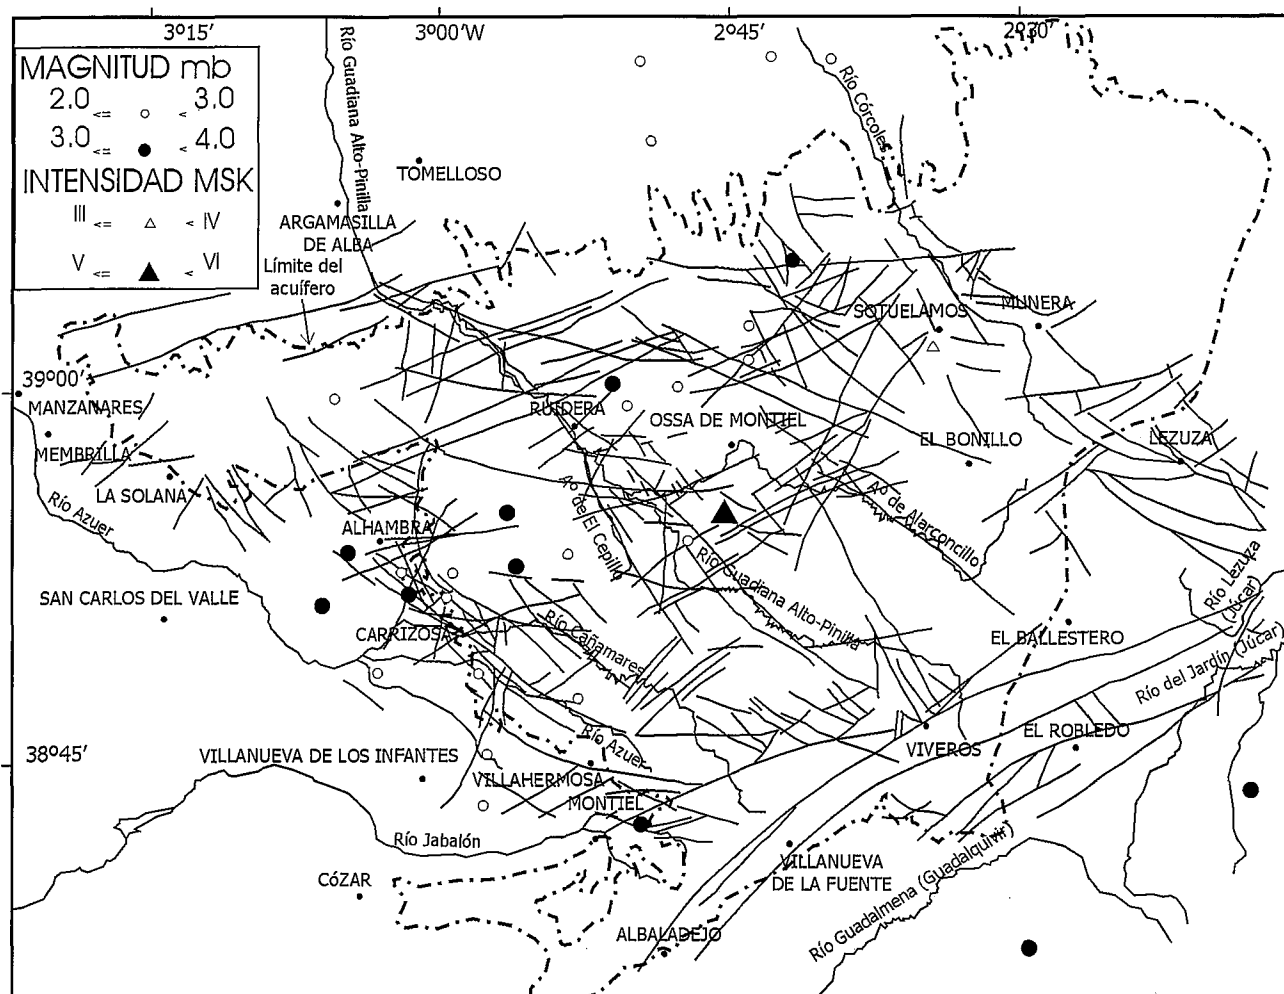 3º15′
3º00′W
2º45′
2º30′
MAGNITUD mb
2.0 <= ○ < 3.0
3.0 <= ● < 4.0
INTENSIDAD MSK
III <= △ < IV
V <= ▲ < VI
Río Guadiana Alto-Pinilla
Río Córcoles
TOMELLOSO
ARGAMASILLA
DE ALBA
Límite del
acuífero
SOTUELAMOS
MUNERA
39º00′
MANZANARES
RUIDERA
OSSA DE MONTIEL
EL BONILLO
LEZUZA
MEMBRILLA
LA SOLANA
Río Azuer
ALHAMBRA
Aº de El Cepillo
Aº de Alarconcillo
Río Guadiana Alto-Pinilla
Río Lezuza
(Júcar)
SAN CARLOS DEL VALLE
CARRIZOSA
Río Cañamares
EL BALLESTERO
Río del Jardín (Júcar)
38º45′
VILLANUEVA DE LOS INFANTES
Río Azuer
VIVEROS
EL ROBLEDO
VILLAHERMOSA
MONTIEL
Río Jabalón
CóZAR
VILLANUEVA
DE LA FUENTE
Río Guadalmena (Guadalquivir)
ALBALADEJO